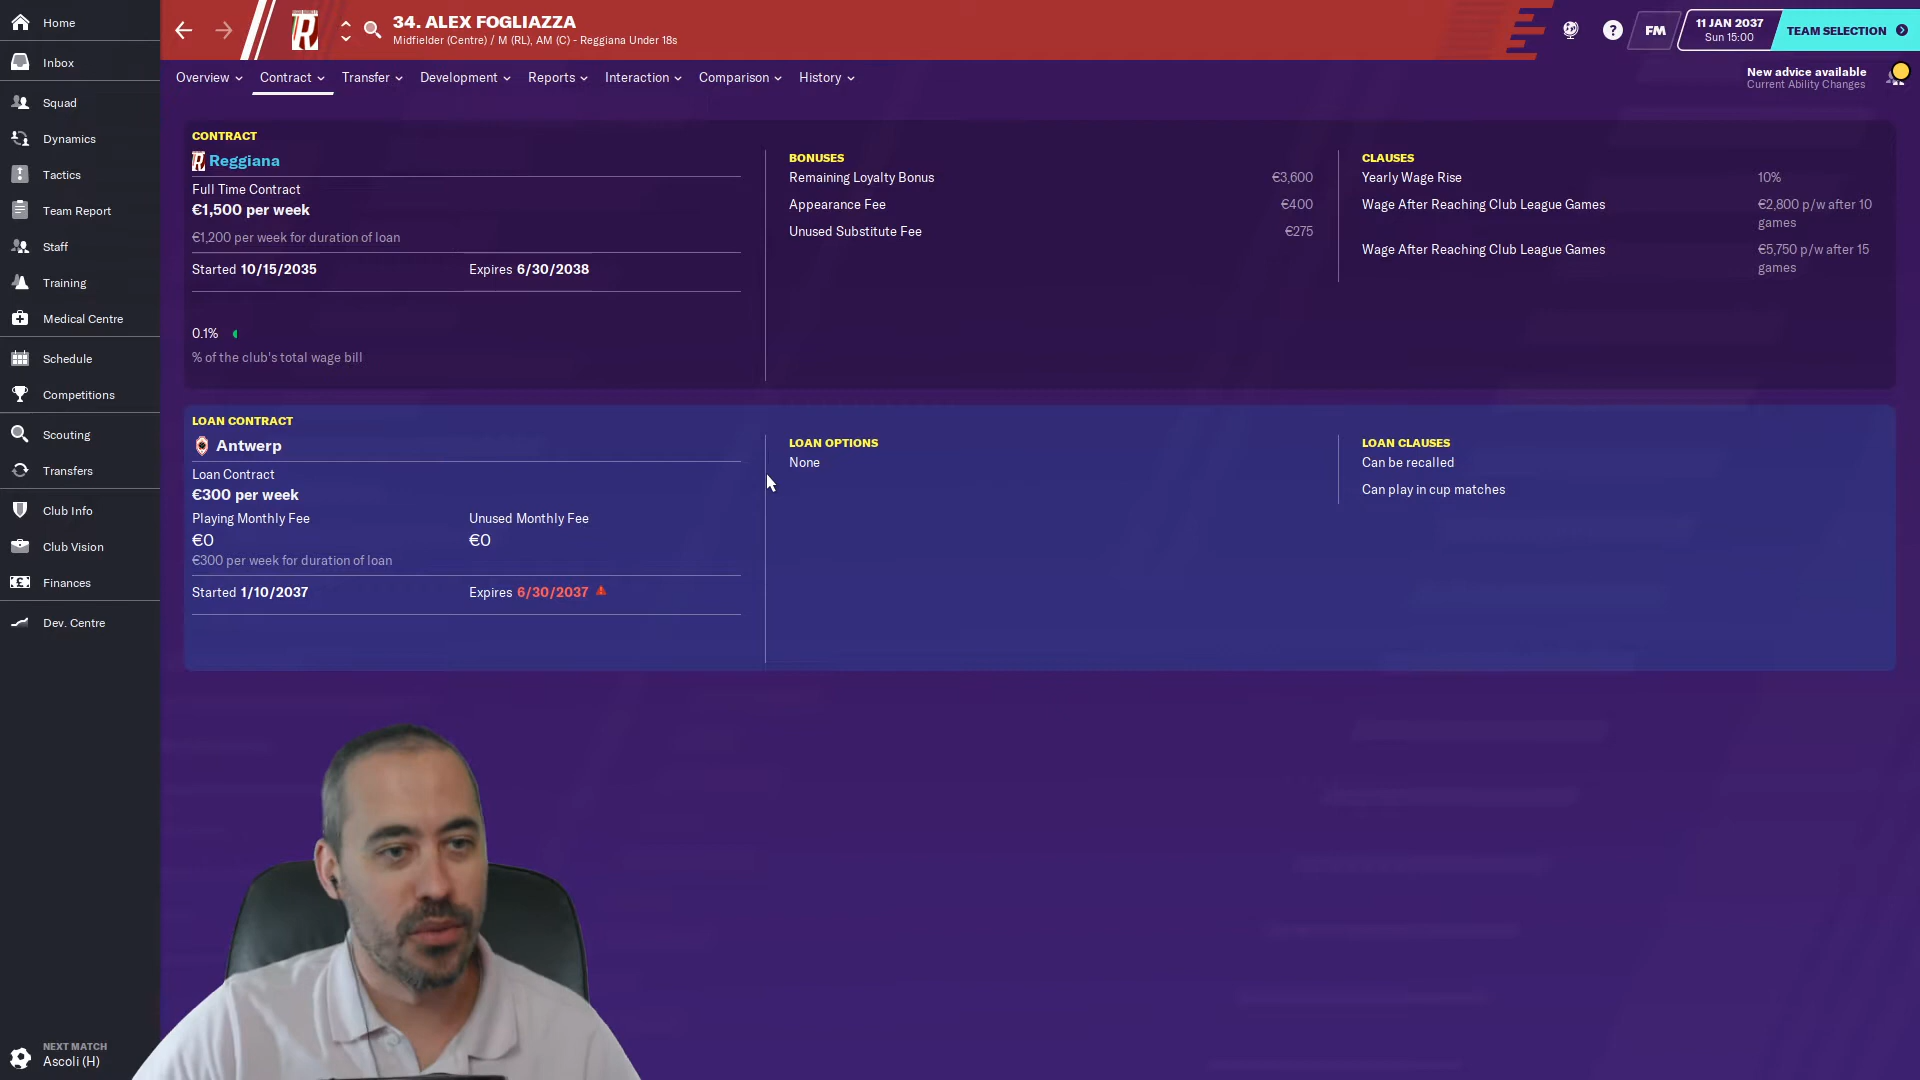 Home
Inbox
Squad
Dynamics
Tactics
Team Report
Staff
Training
Medical Centre
Schedule
Competitions
Scouting
Transfers
Club Info
Club Vision
Finances
Dev. Centre
NEXT MATCH
Ascoli (H)
34. ALEX FOGLIAZZA
Midfielder (Centre) / M (RL), AM (C) - Reggiana Under 18s
FM
11 JAN 2037
Sun 15:00
TEAM SELECTION
Overview
Contract
Transfer
Development
Reports
Interaction
Comparison
History
New advice available
Current Ability Changes
CONTRACT
Reggiana
Full Time Contract
€1,500 per week
€1,200 per week for duration of loan
Started 10/15/2035
Expires 6/30/2038
0.1%
% of the club's total wage bill
BONUSES
Remaining Loyalty Bonus €3,600
Appearance Fee €400
Unused Substitute Fee €275
CLAUSES
Yearly Wage Rise 10%
Wage After Reaching Club League Games €2,800 p/w after 10
games
Wage After Reaching Club League Games €5,750 p/w after 15
games
LOAN CONTRACT
Antwerp
Loan Contract
€300 per week
Playing Monthly Fee
€0
Unused Monthly Fee
€0
€300 per week for duration of loan
Started 1/10/2037
Expires 6/30/2037
LOAN OPTIONS
None
LOAN CLAUSES
Can be recalled
Can play in cup matches